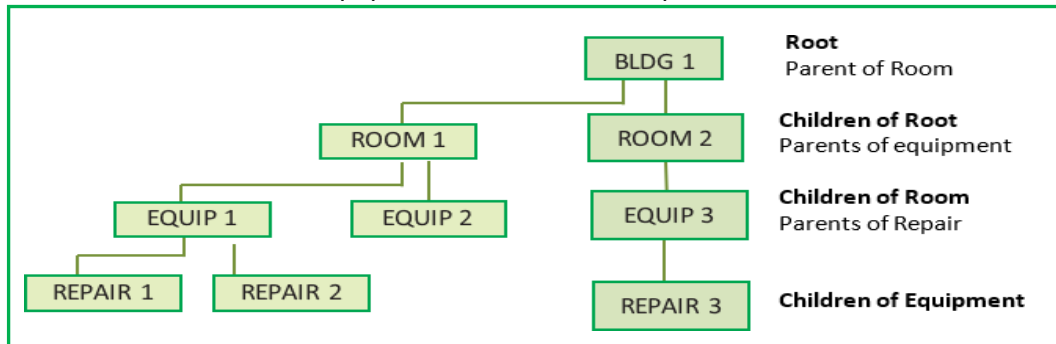 BLDG 1
Root
Parent of Room
ROOM 1
ROOM 2
Children of Root
Parents of equipment
EQUIP 1
EQUIP 2
EQUIP 3
Children of Room
Parents of Repair
REPAIR 1
REPAIR 2
REPAIR 3
Children of Equipment